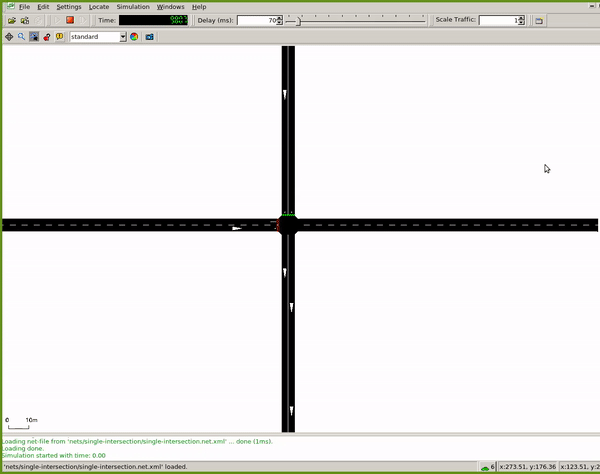 File Edit Settings Locate Simulation Windows Help
Time: Delay (ms): 70 Scale Traffic: 1
standard
0 10m
Loading net-file from 'nets/single-intersection/single-intersection.net.xml' ... done (1ms).
Loading done.
Simulation started with time: 0.00
'nets/single-intersection/single-intersection.net.xml' loaded. 6 x:273.51, y:176.36 x:123.51, y:2